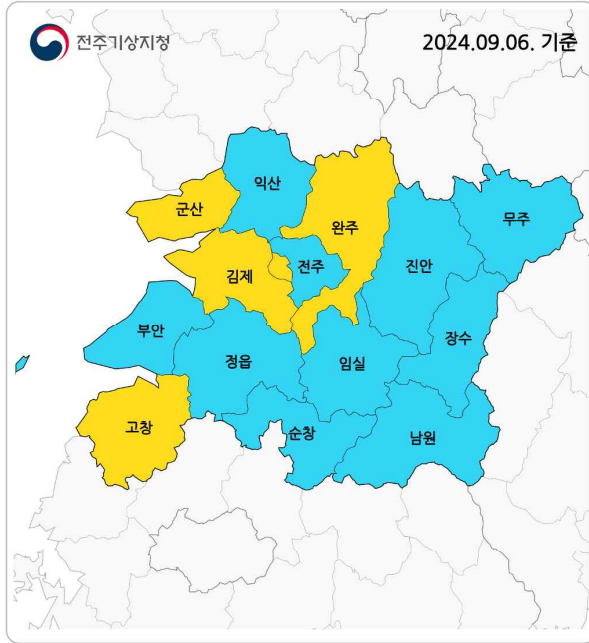 전주기상지청
2024.09.06. 기준
익산
군산
완주
무주
전주
진안
김제
부안
장수
정읍
임실
고창
순창
남원